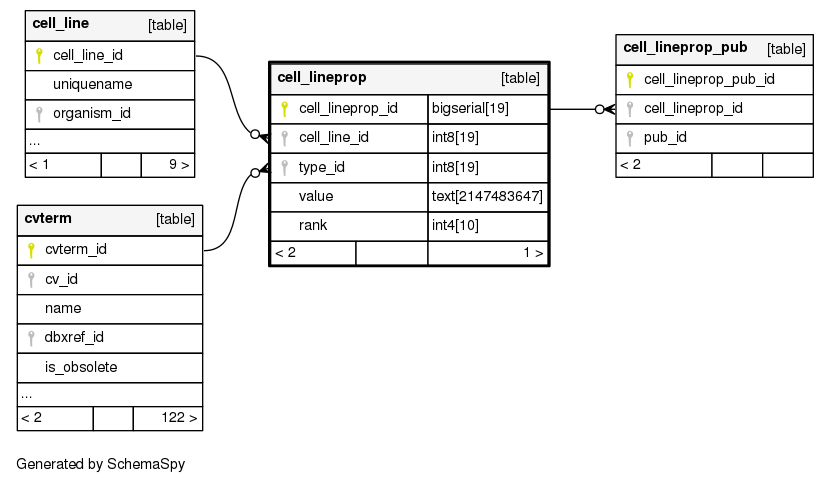 cell_line [table]
cell_line_id
uniquename
organism_id
...
< 1 9 >
cvterm [table]
cvterm_id
cv_id
name
dbxref_id
is_obsolete
...
< 2 122 >
cell_lineprop [table]
cell_lineprop_id bigserial[19]
cell_line_id int8[19]
type_id int8[19]
value text[2147483647]
rank int4[10]
< 2 1 >
cell_lineprop_pub [table]
cell_lineprop_pub_id
cell_lineprop_id
pub_id
< 2
Generated by SchemaSpy